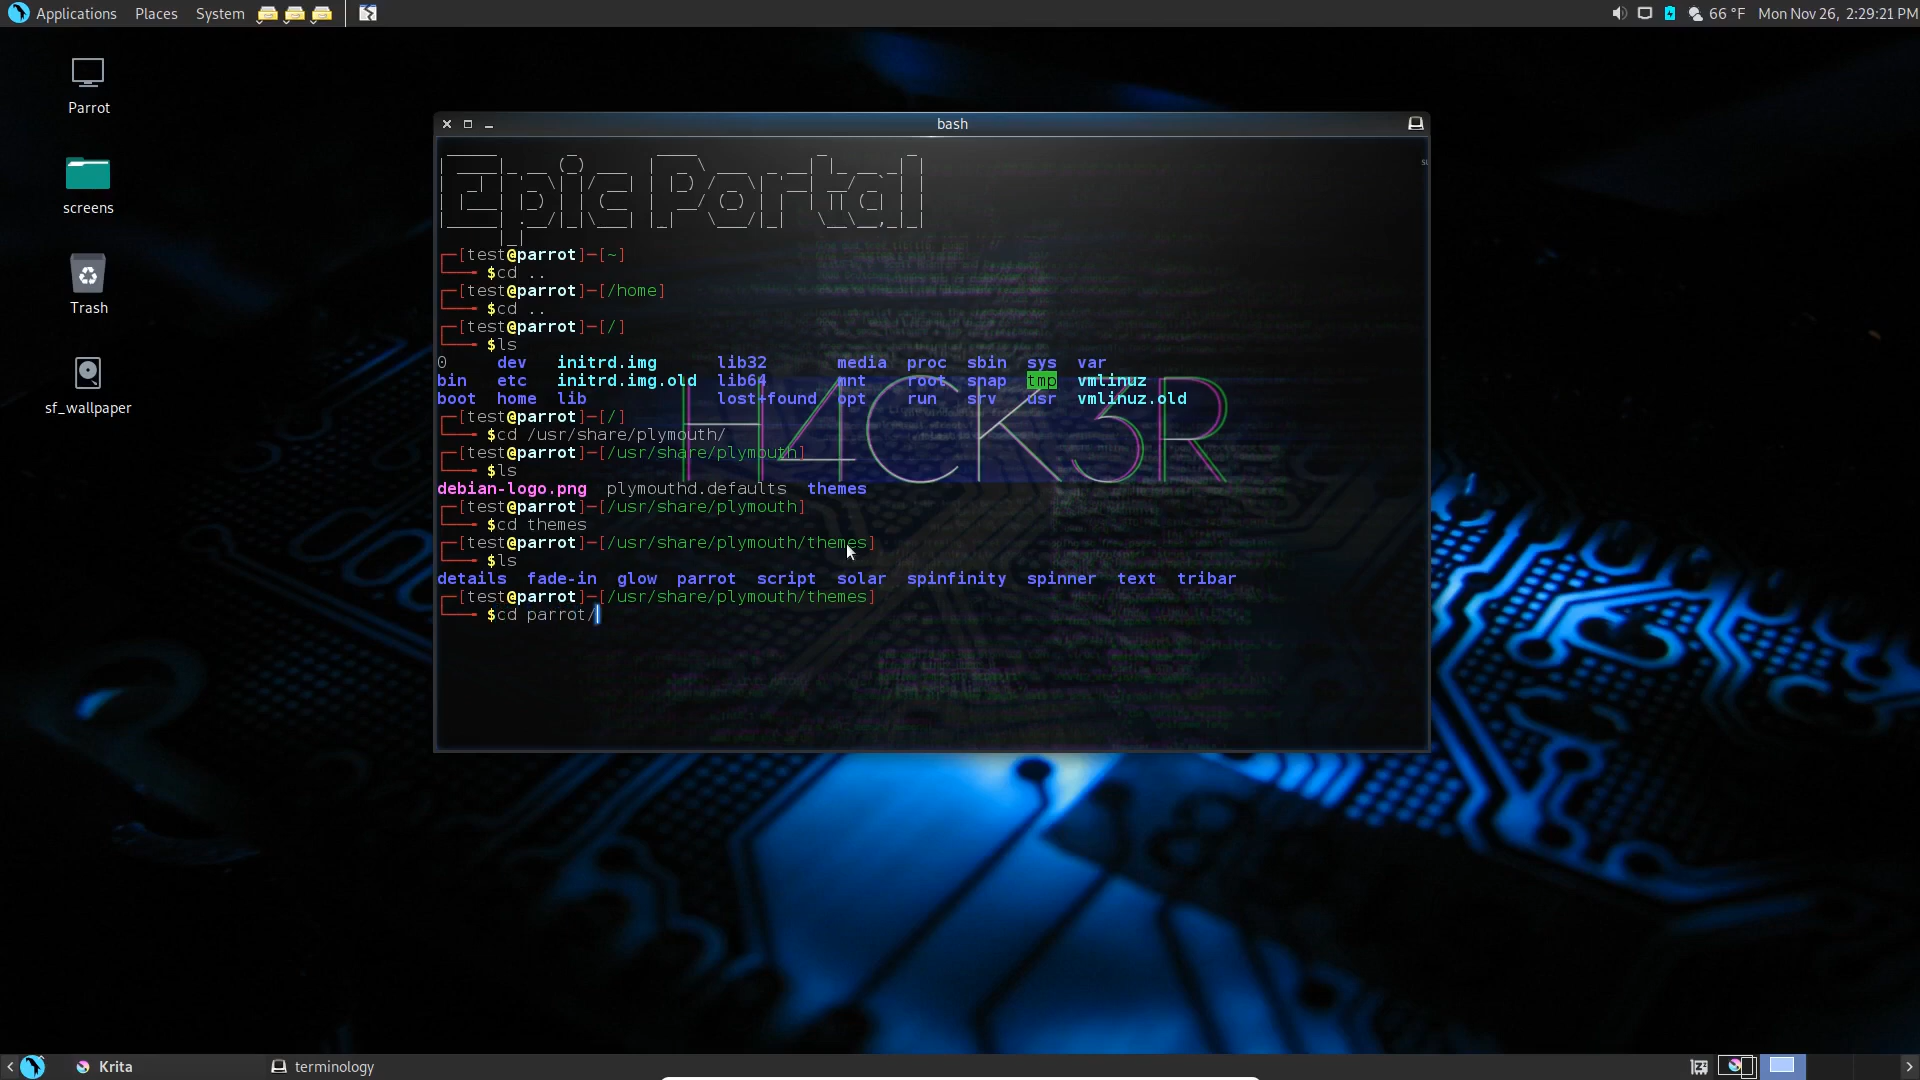 Applications Places System 66 °F Mon Nov 26, 2:29:21 PM
Parrot
screens
Trash
sf_wallpaper
bash
Epic Portal
┌─[test@parrot]─[~]
└──╼ $cd ..
┌─[test@parrot]─[/home]
└──╼ $cd ..
┌─[test@parrot]─[/]
└──╼ $ls
0 dev initrd.img lib32 media proc sbin sys var
bin etc initrd.img.old lib64 mnt root snap tmp vmlinuz
boot home lib lost+found opt run srv usr vmlinuz.old
┌─[test@parrot]─[/]
└──╼ $cd /usr/share/plymouth/
┌─[test@parrot]─[/usr/share/plymouth]
└──╼ $ls
debian-logo.png plymouthd.defaults themes
┌─[test@parrot]─[/usr/share/plymouth]
└──╼ $cd themes
┌─[test@parrot]─[/usr/share/plymouth/themes]
└──╼ $ls
details fade-in glow parrot script solar spinfinity spinner text tribar
┌─[test@parrot]─[/usr/share/plymouth/themes]
└──╼ $cd parrot/
H4CK3R
Krita terminology